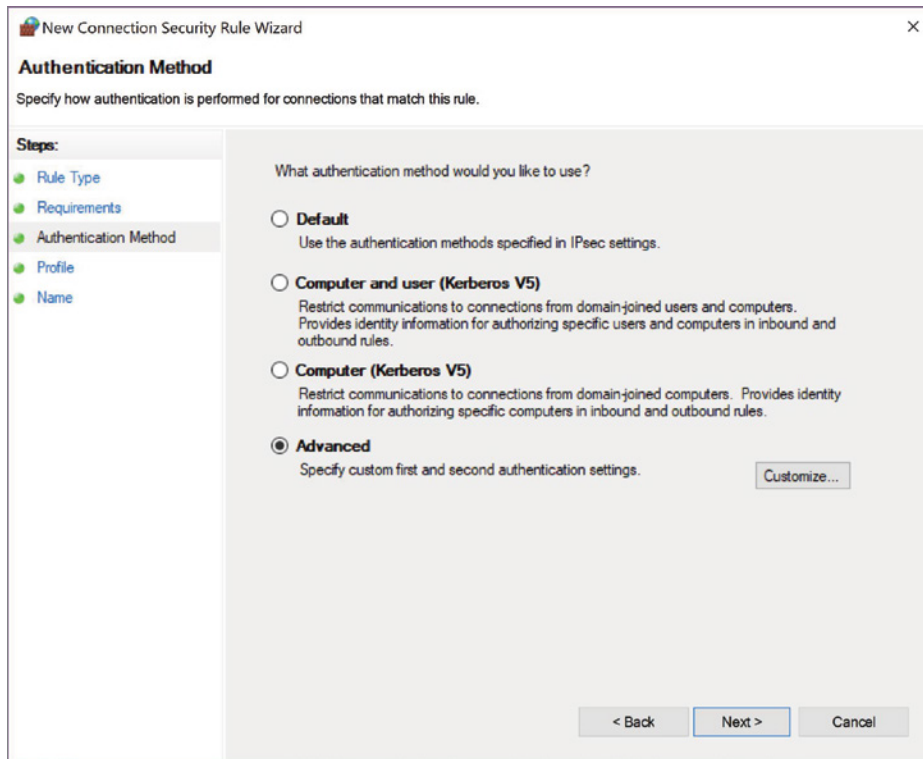 New Connection Security Rule Wizard
Authentication Method
Specify how authentication is performed for connections that match this rule.
Steps:
Rule Type
Requirements
Authentication Method
Profile
Name
What authentication method would you like to use?
Default
Use the authentication methods specified in IPsec settings.
Computer and user (Kerberos V5)
Restrict communications to connections from domain-joined users and computers.
Provides identity information for authorizing specific users and computers in inbound and
outbound rules.
Computer (Kerberos V5)
Restrict communications to connections from domain-joined computers. Provides identity
information for authorizing specific computers in inbound and outbound rules.
Advanced
Specify custom first and second authentication settings.
Customize...
< Back
Next >
Cancel